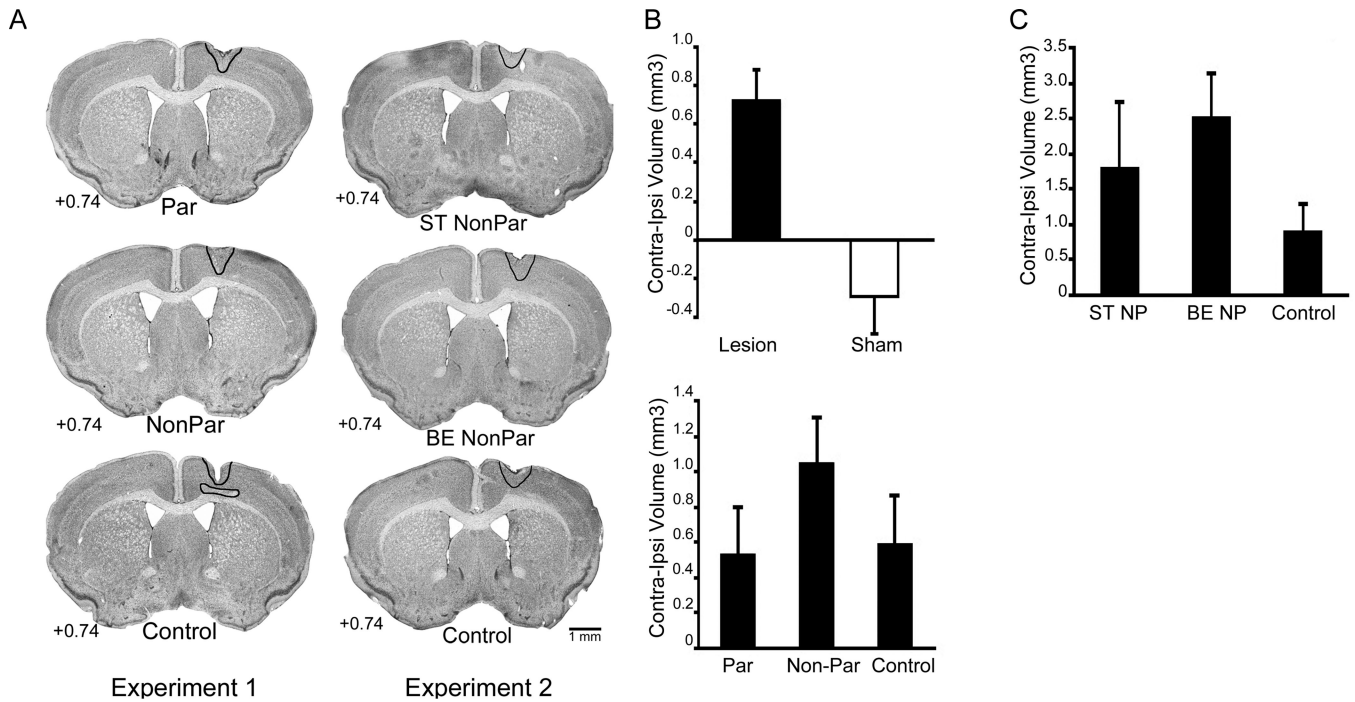 A
+0.74
Par
+0.74
ST NonPar
+0.74
NonPar
+0.74
BE NonPar
+0.74
Control
+0.74
Control
1 mm
Experiment 1
Experiment 2
B
Contra-Ipsi Volume (mm3)
1.0
0.8
0.6
0.4
0.2
0
-0.2
-0.4
Lesion
Sham
Contra-Ipsi Volume (mm3)
1.4
1.2
1.0
0.8
0.6
0.4
0.2
0
Par
Non-Par
Control
C
Contra-Ipsi Volume (mm3)
3.5
3.0
2.5
2.0
1.5
1.0
0.5
0
ST NP
BE NP
Control